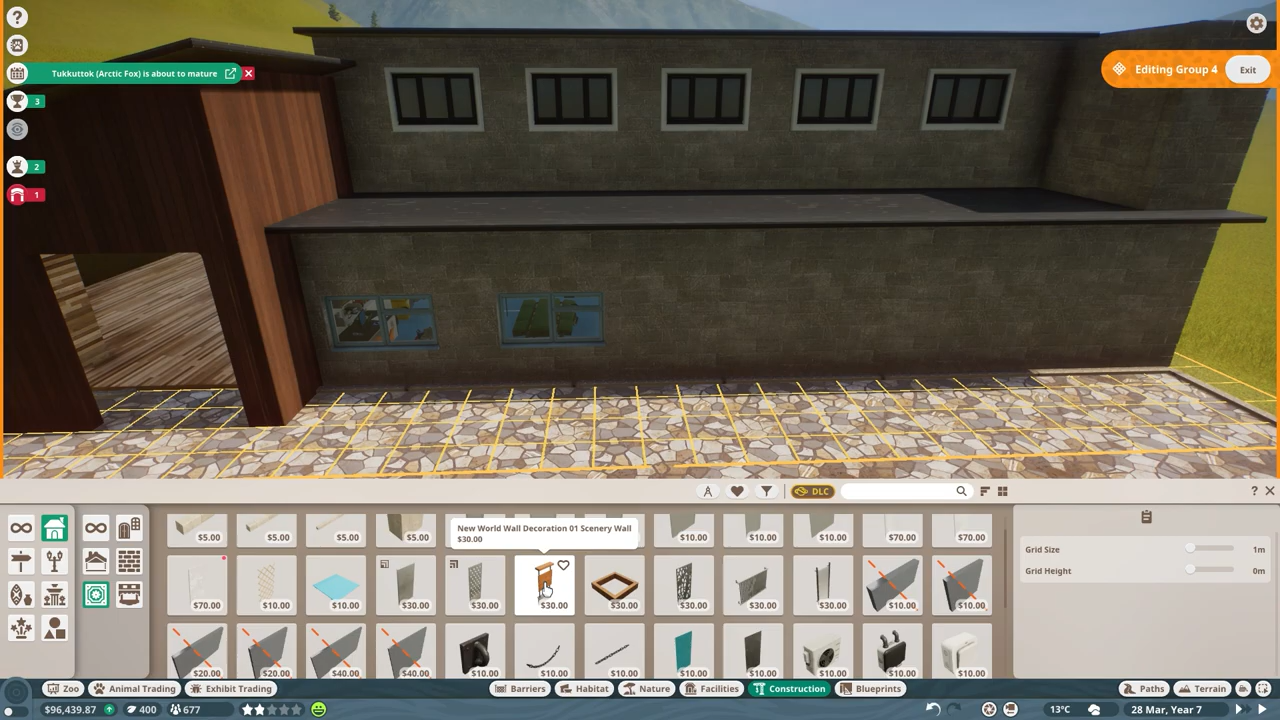 ?
Tukkuttok (Arctic Fox) is about to mature
3
2
1
Editing Group 4
Exit
DLC
?
$5.00 $5.00 $5.00 $5.00 $10.00 $10.00 $10.00 $70.00 $70.00
New World Wall Decoration 01 Scenery Wall
$30.00
$70.00 $10.00 $10.00 $30.00 $30.00 $30.00 $30.00 $30.00 $30.00 $30.00 $10.00 $10.00
$20.00 $20.00 $40.00 $40.00 $10.00 $10.00 $10.00 $10.00 $10.00 $10.00 $10.00 $10.00
Grid Size 1m
Grid Height 0m
Zoo Animal Trading Exhibit Trading Barriers Habitat Nature Facilities Construction Blueprints Paths Terrain
$96,439.87 400 677 13°C 28 Mar, Year 7